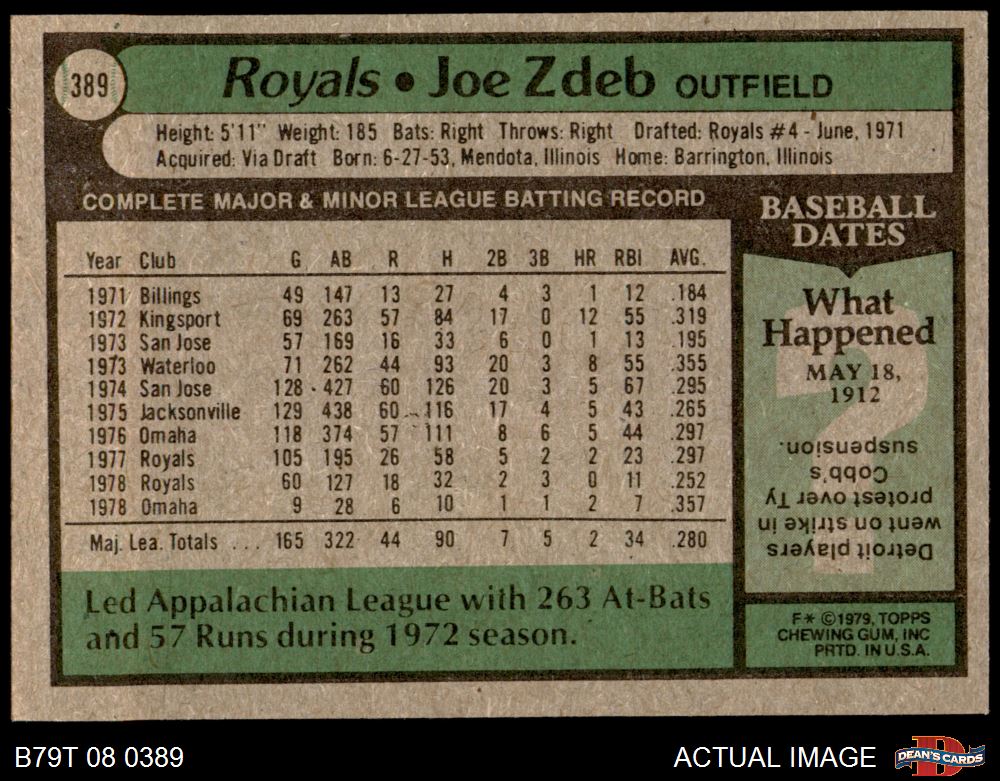 389
Royals • Joe Zdeb OUTFIELD
Height: 5'11" Weight: 185 Bats: Right Throws: Right Drafted: Royals #4 - June, 1971
Acquired: Via Draft Born: 6-27-53, Mendota, Illinois Home: Barrington, Illinois
COMPLETE MAJOR & MINOR LEAGUE BATTING RECORD
Year Club G AB R H 2B 3B HR RBI AVG.
1971 Billings 49 147 13 27 4 3 1 12 .184
1972 Kingsport 69 263 57 84 17 0 12 55 .319
1973 San Jose 57 169 16 33 6 0 1 13 .195
1973 Waterloo 71 262 44 93 20 3 8 55 .355
1974 San Jose 128 427 60 126 20 3 5 67 .295
1975 Jacksonville 129 438 60 116 17 4 5 43 .265
1976 Omaha 118 374 57 111 8 6 5 44 .297
1977 Royals 105 195 26 58 5 2 2 23 .297
1978 Royals 60 127 18 32 2 3 0 11 .252
1978 Omaha 9 28 6 10 1 1 2 7 .357
Maj. Lea. Totals ... 165 322 44 90 7 5 2 34 .280
Led Appalachian League with 263 At-Bats
and 57 Runs during 1972 season.
BASEBALL
DATES
What
Happened
MAY 18,
1912
Detroit players
went on strike in
protest over Ty
Cobb's
suspension.
F* ©1979, TOPPS
CHEWING GUM, INC
PRTD. IN U.S.A.
B79T 08 0389
ACTUAL IMAGE
D
DEAN'S CARDS